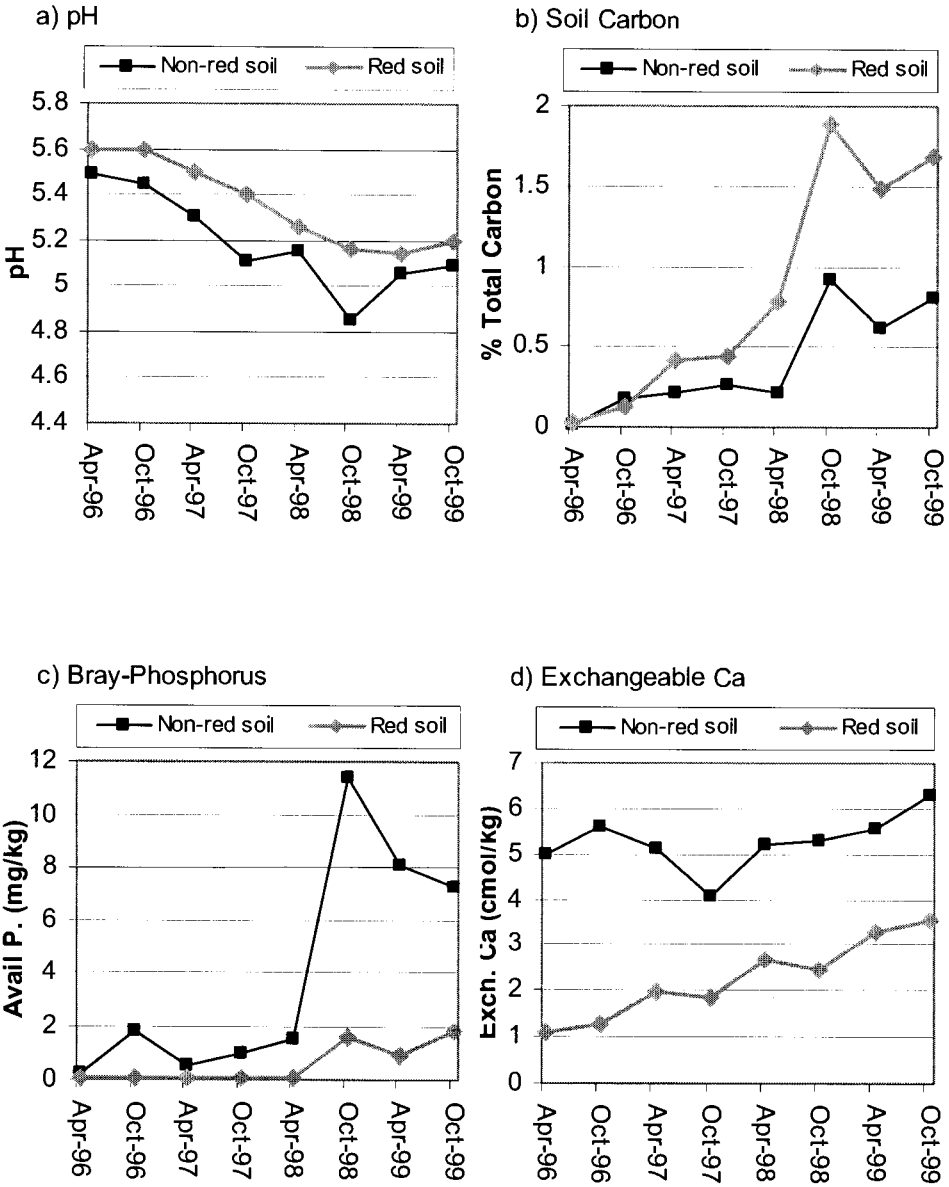 a) pH
Non-red soil Red soil
pH
5.8
5.6
5.4
5.2
5
4.8
4.6
4.4
Apr-96 Oct-96 Apr-97 Oct-97 Apr-98 Oct-98 Apr-99 Oct-99
b) Soil Carbon
Non-red soil Red soil
% Total Carbon
2
1.5
1
0.5
0
Apr-96 Oct-96 Apr-97 Oct-97 Apr-98 Oct-98 Apr-99 Oct-99
c) Bray-Phosphorus
Non-red soil Red soil
Avail P. (mg/kg)
12
10
8
6
4
2
0
Apr-96 Oct-96 Apr-97 Oct-97 Apr-98 Oct-98 Apr-99 Oct-99
d) Exchangeable Ca
Non-red soil Red soil
Exch. Ca (cmol/kg)
7
6
5
4
3
2
1
0
Apr-96 Oct-96 Apr-97 Oct-97 Apr-98 Oct-98 Apr-99 Oct-99